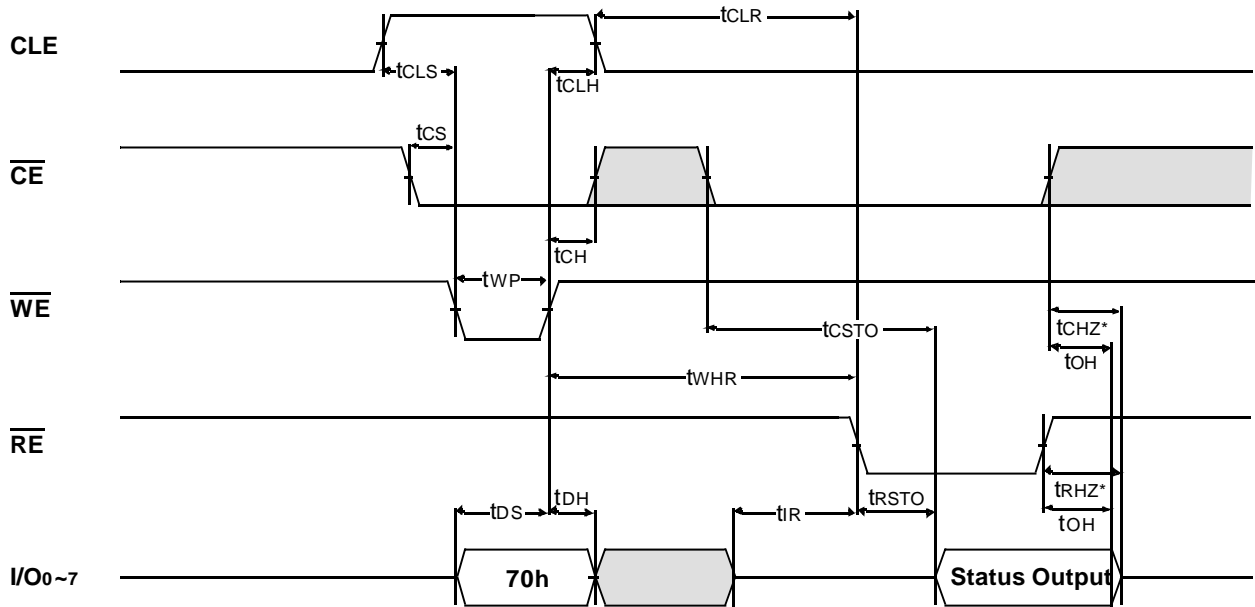 tCLR
CLE
tCLS
tCLH
tCS
CE
tCH
tWP
WE
tCHZ*
tCSTO
tOH
tWHR
RE
tRHZ*
tDH
tDS
tIR
tRSTO
tOH
I/O0~7
70h
Status Output